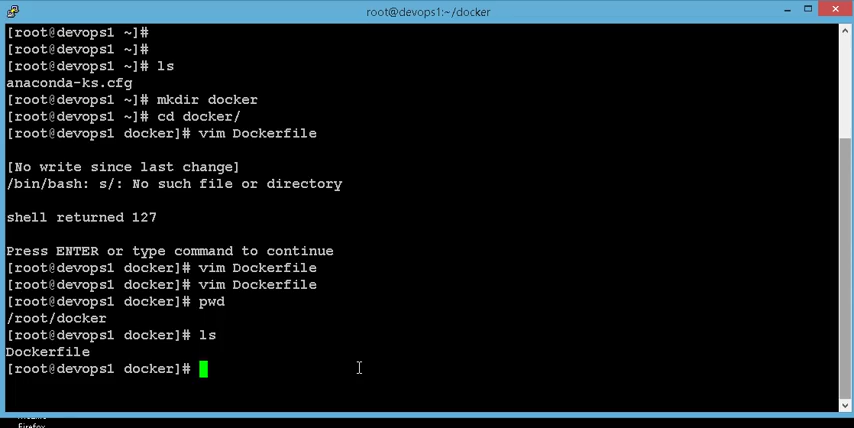 root@devops1:~/docker
[root@devops1 ~]#
[root@devops1 ~]#
[root@devops1 ~]# ls
anaconda-ks.cfg
[root@devops1 ~]# mkdir docker
[root@devops1 ~]# cd docker/
[root@devops1 docker]# vim Dockerfile
[No write since last change]
/bin/bash: s/: No such file or directory
shell returned 127
Press ENTER or type command to continue
[root@devops1 docker]# vim Dockerfile
[root@devops1 docker]# vim Dockerfile
[root@devops1 docker]# pwd
/root/docker
[root@devops1 docker]# ls
Dockerfile
[root@devops1 docker]#
Firefox